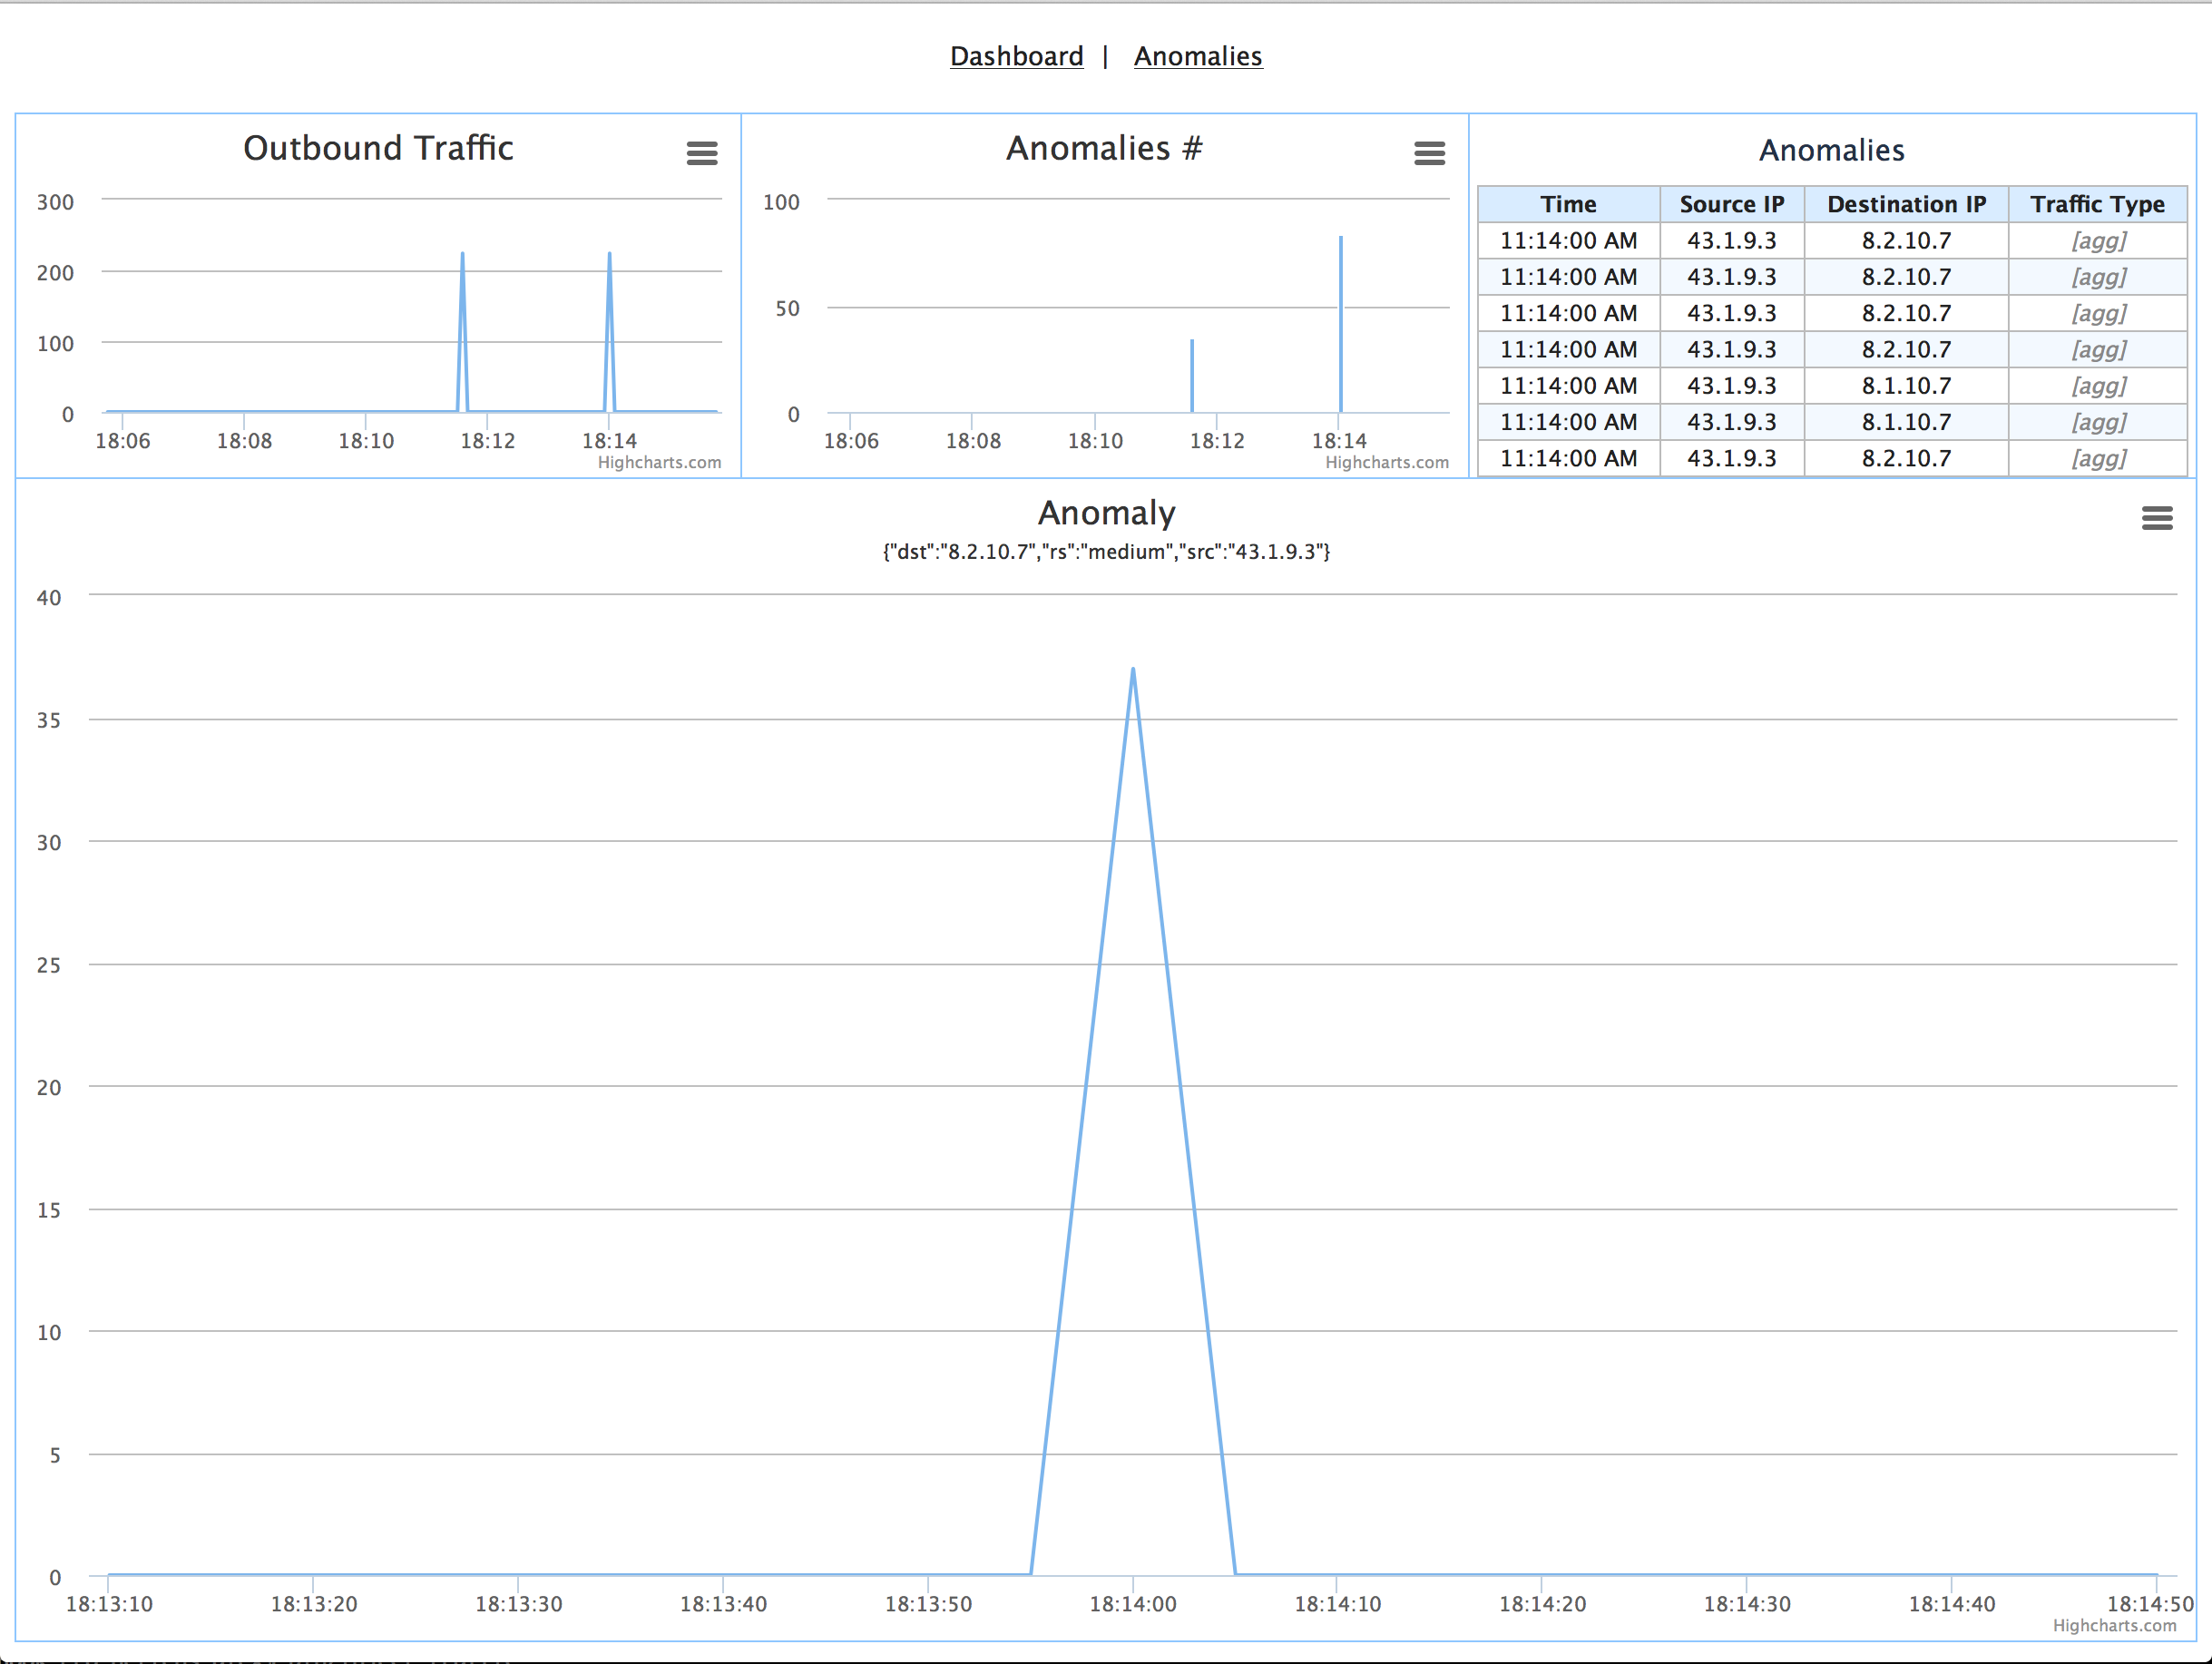 Dashboard | Anomalies
Outbound Traffic
300
200
100
0
18:06 18:08 18:10 18:12 18:14
Highcharts.com
Anomalies #
100
50
0
18:06 18:08 18:10 18:12 18:14
Highcharts.com
Anomalies
Time Source IP Destination IP Traffic Type
11:14:00 AM 43.1.9.3 8.2.10.7 [agg]
11:14:00 AM 43.1.9.3 8.2.10.7 [agg]
11:14:00 AM 43.1.9.3 8.2.10.7 [agg]
11:14:00 AM 43.1.9.3 8.2.10.7 [agg]
11:14:00 AM 43.1.9.3 8.1.10.7 [agg]
11:14:00 AM 43.1.9.3 8.1.10.7 [agg]
11:14:00 AM 43.1.9.3 8.2.10.7 [agg]
Anomaly
{"dst":"8.2.10.7","rs":"medium","src":"43.1.9.3"}
40
35
30
25
20
15
10
5
0
18:13:10 18:13:20 18:13:30 18:13:40 18:13:50 18:14:00 18:14:10 18:14:20 18:14:30 18:14:40 18:14:50
Highcharts.com